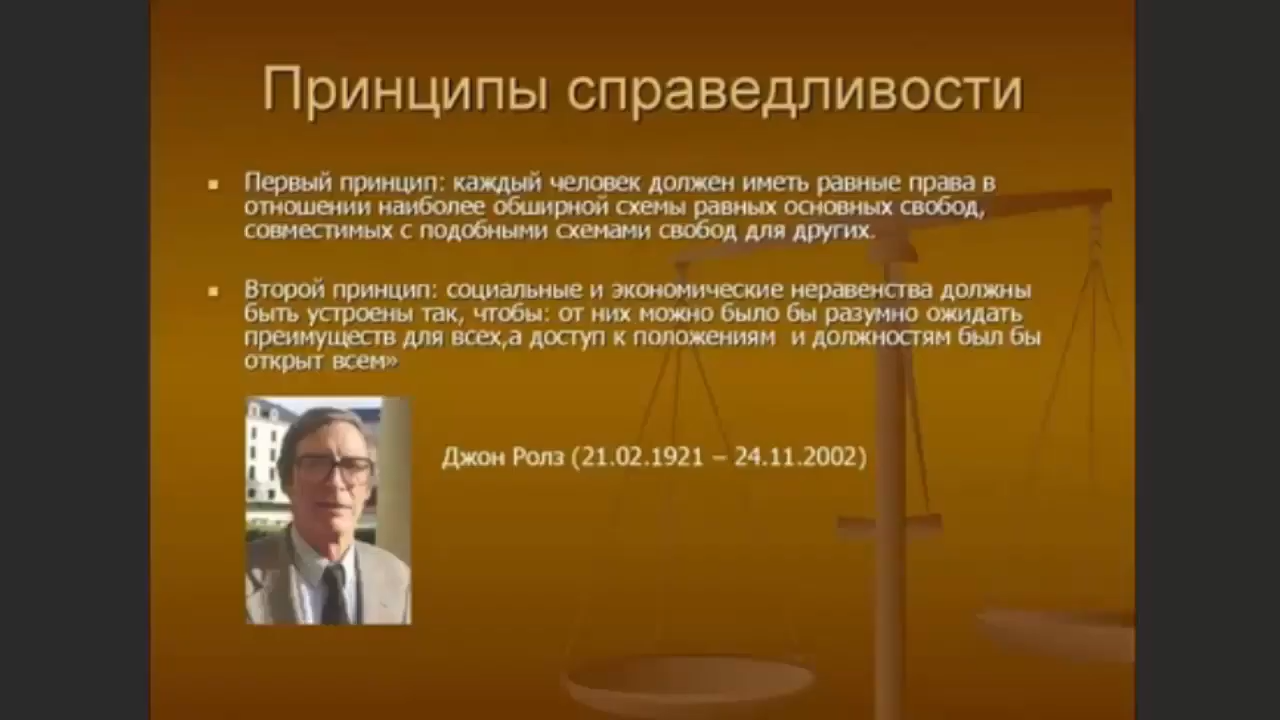 Принципы справедливости
Первый принцип: каждый человек должен иметь равные права в
отношении наиболее обширной схемы равных основных свобод,
совместимых с подобными схемами свобод для других.
Второй принцип: социальные и экономические неравенства должны
быть устроены так, чтобы: от них можно было бы разумно ожидать
преимуществ для всех,а доступ к положениям и должностям был бы
открыт всем»
Джон Ролз (21.02.1921 – 24.11.2002)